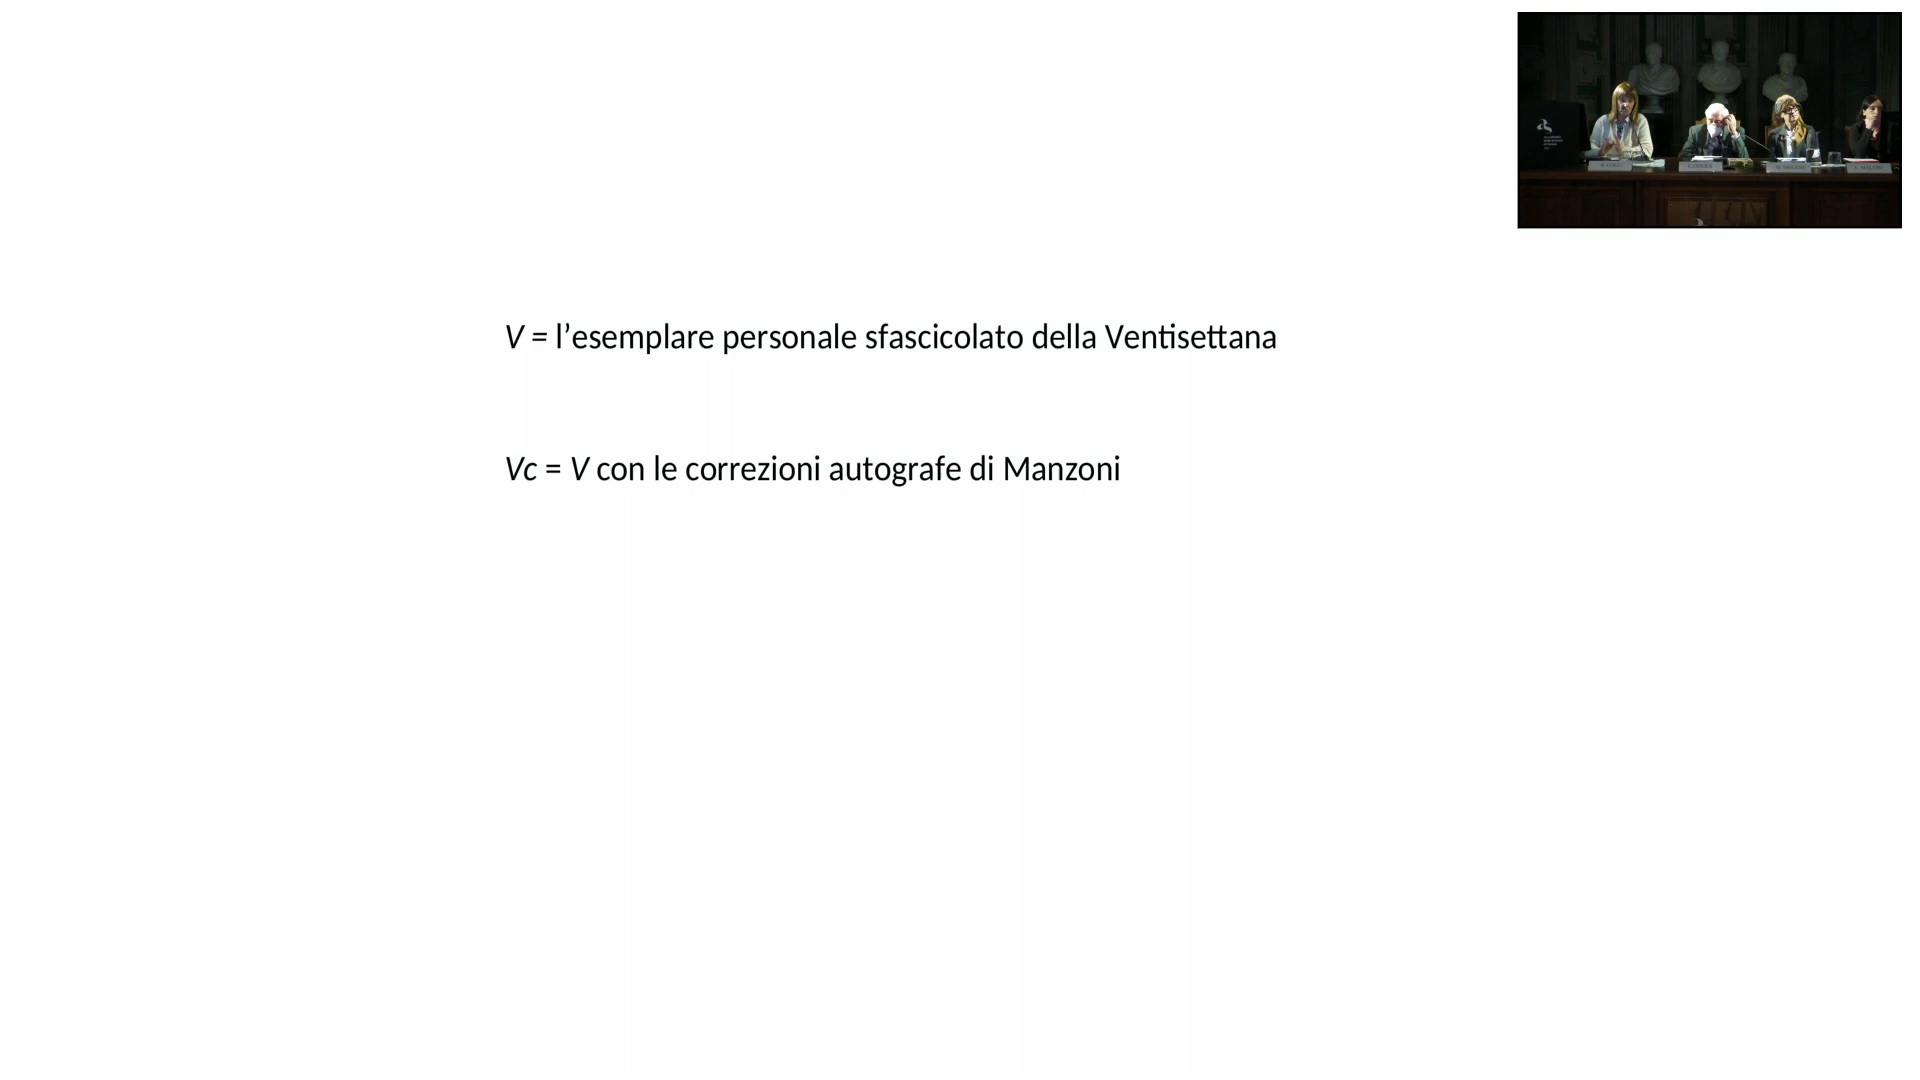 V = l’esemplare personale sfascicolato della Ventisettana
Vc = V con le correzioni autografe di Manzoni